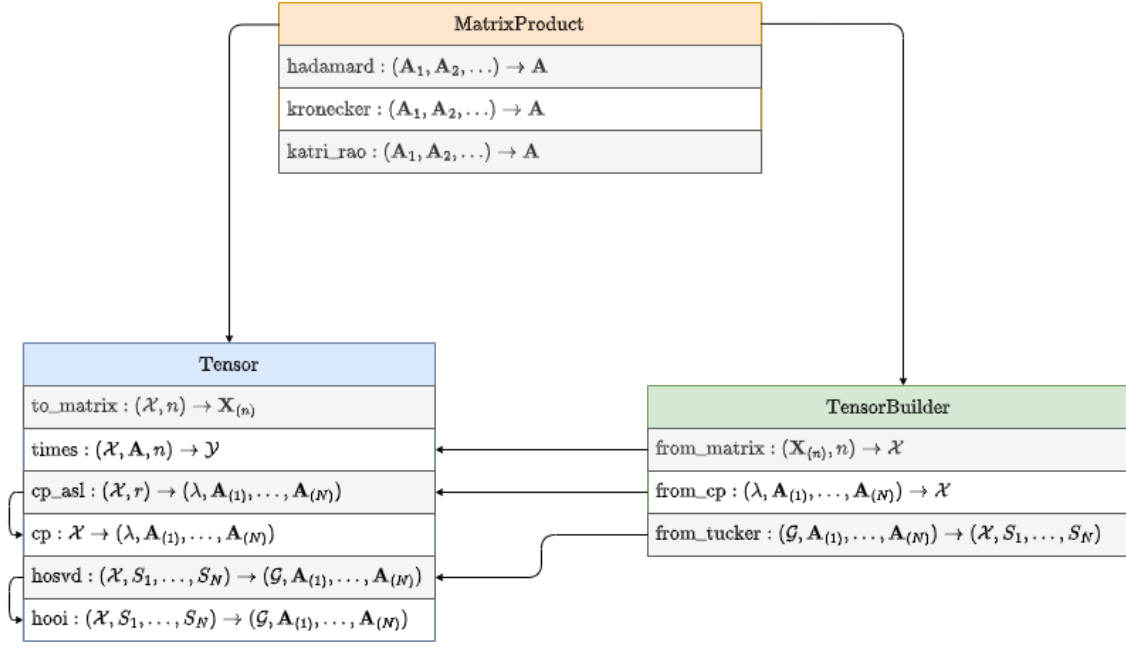 MatrixProduct
hadamard : (A₁, A₂, …) → A
kronecker : (A₁, A₂, …) → A
katri_rao : (A₁, A₂, …) → A
Tensor
to_matrix : (𝒳, n) → X₍ₙ₎
times : (𝒳, A, n) → 𝒴
cp_asl : (𝒳, r) → (λ, A₍₁₎, …, A₍N₎)
cp : 𝒳 → (λ, A₍₁₎, …, A₍N₎)
hosvd : (𝒳, S₁, …, S_N) → (𝒢, A₍₁₎, …, A₍N₎)
hooi : (𝒳, S₁, …, S_N) → (𝒢, A₍₁₎, …, A₍N₎)
TensorBuilder
from_matrix : (X₍ₙ₎, n) → 𝒳
from_cp : (λ, A₍₁₎, …, A₍N₎) → 𝒳
from_tucker : (𝒢, A₍₁₎, …, A₍N₎) → (𝒳, S₁, …, S_N)